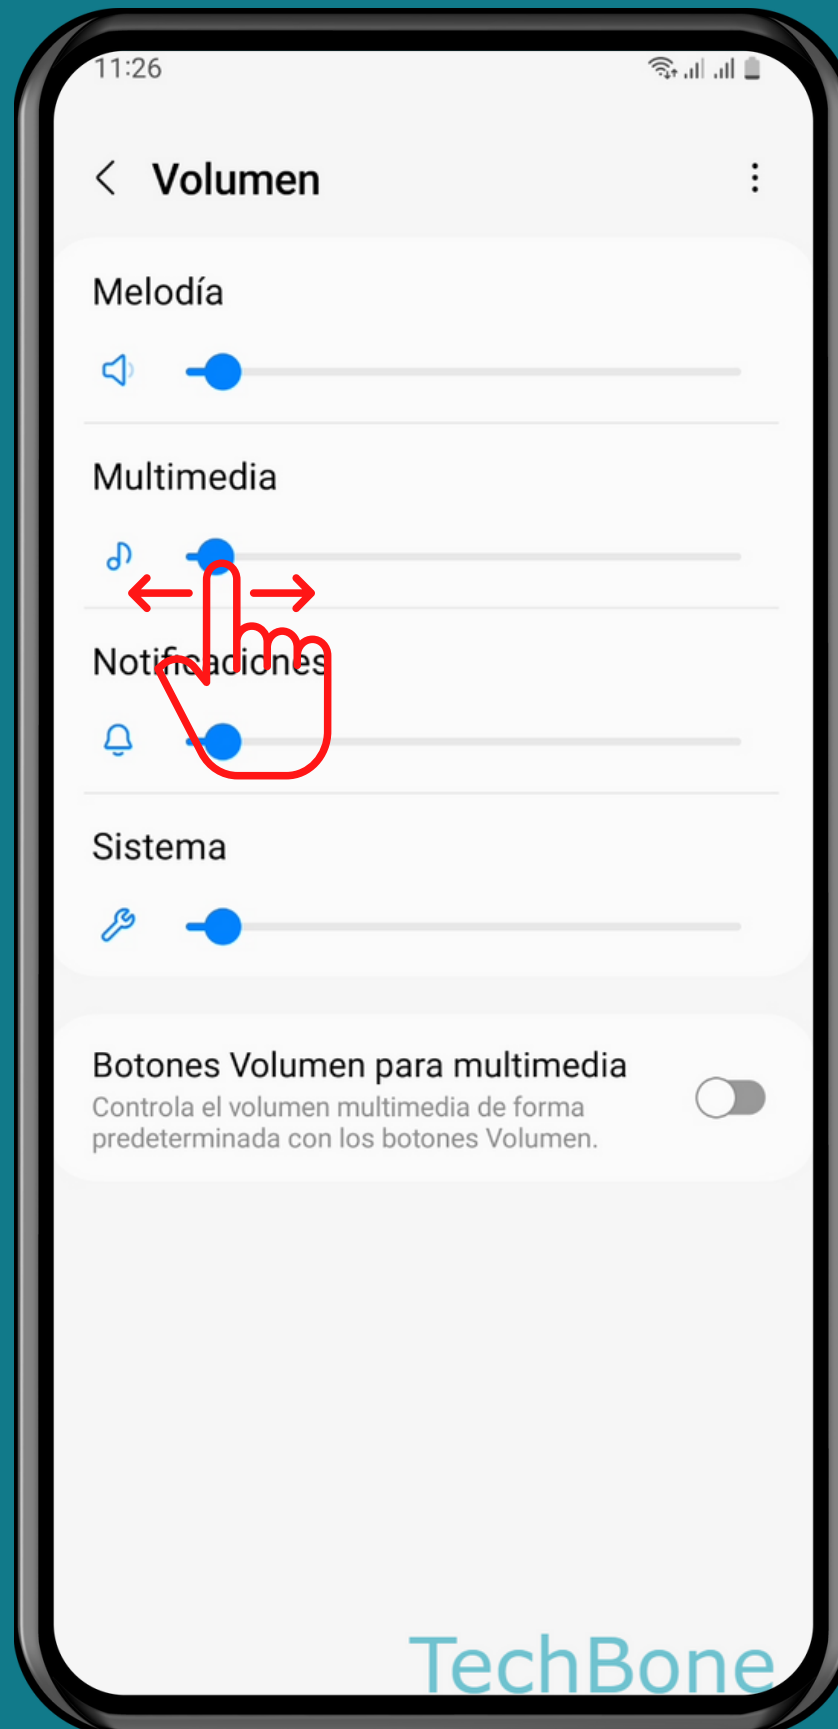 11:26
Volumen
Melodía
Multimedia
Notificaciones
Sistema
Botones Volumen para multimedia
Controla el volumen multimedia de forma
predeterminada con los botones Volumen.
TechBone